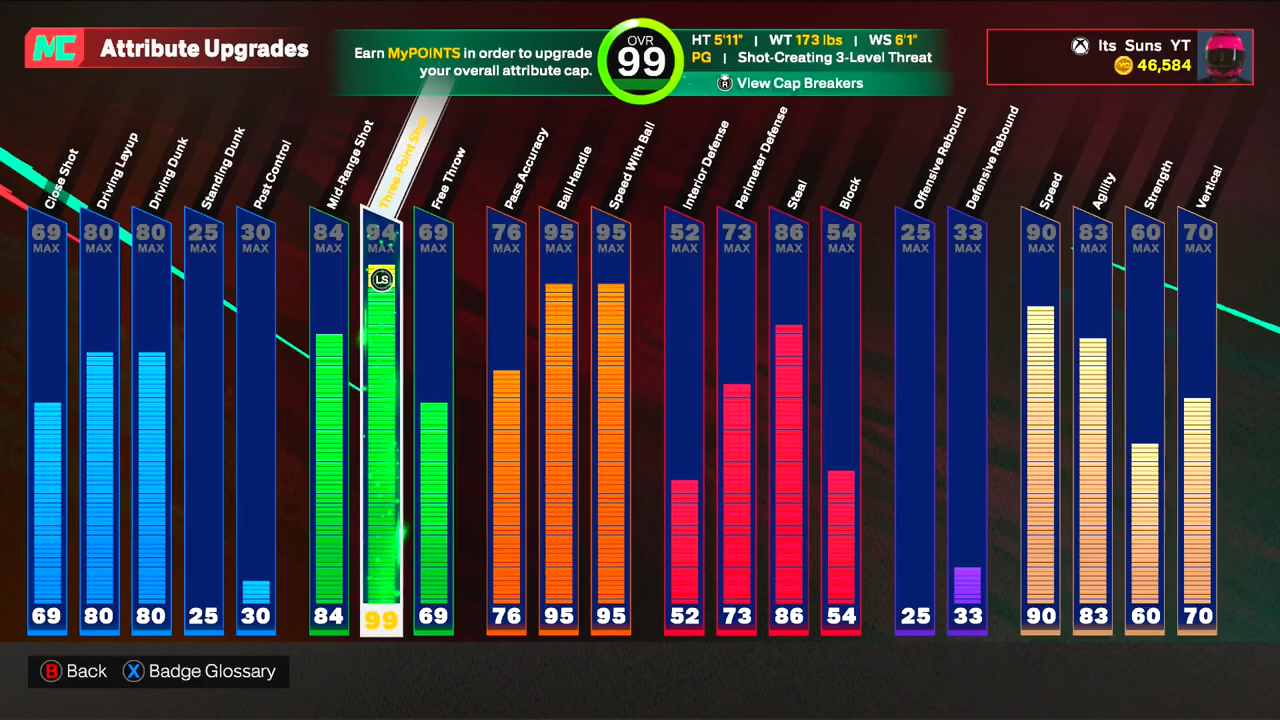 MC Attribute Upgrades
Earn MyPOINTS in order to upgrade
your overall attribute cap.
OVR
99
HT 5'11" | WT 173 lbs | WS 6'1"
PG | Shot-Creating 3-Level Threat
R View Cap Breakers
Its Suns YT
VC 46,584
Close Shot
Driving Layup
Driving Dunk
Standing Dunk
Post Control
Mid-Range Shot
Three-Point Shot
Free Throw
Pass Accuracy
Ball Handle
Speed With Ball
Interior Defense
Perimeter Defense
Steal
Block
Offensive Rebound
Defensive Rebound
Speed
Agility
Strength
Vertical
69 80 80 25 30 84 94 69 76 95 95 52 73 86 54 25 33 90 83 60 70
MAX MAX MAX MAX MAX MAX MAX MAX MAX MAX MAX MAX MAX MAX MAX MAX MAX MAX MAX MAX MAX
LS
69 80 80 25 30 84 99 69 76 95 95 52 73 86 54 25 33 90 83 60 70
B Back X Badge Glossary